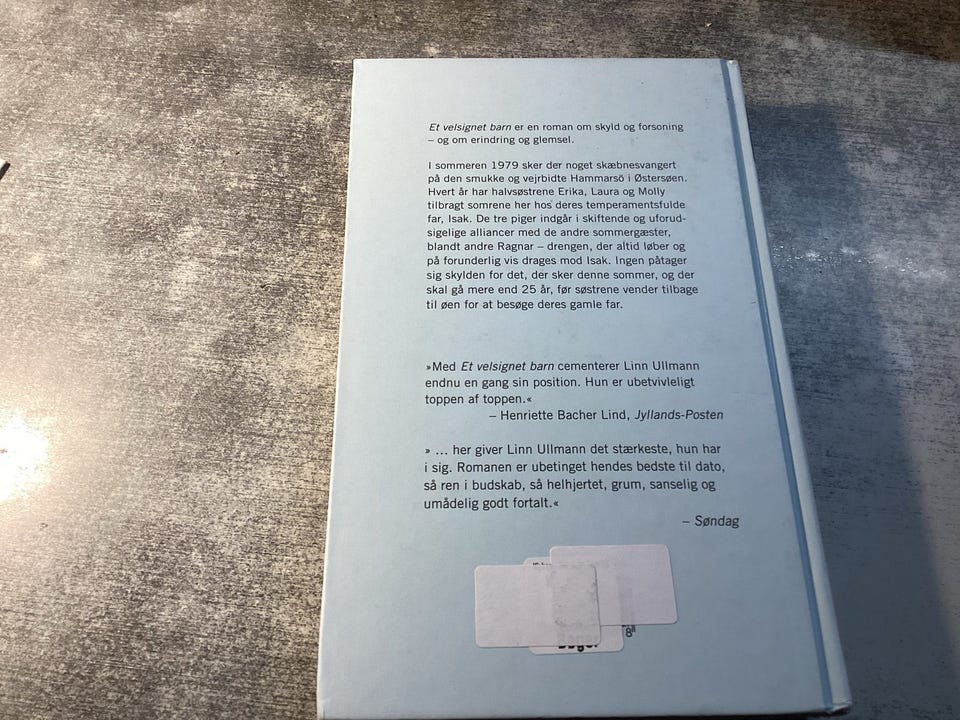 Et velsignet barn er en roman om skyld og forsoning
– og om erindring og glemsel.
I sommeren 1979 sker der noget skæbnesvangert
på den smukke og vejrbidte Hammarsö i Østersøen.
Hvert år har halvsøstrene Erika, Laura og Molly
tilbragt somrene her hos deres temperamentsfulde
far, Isak. De tre piger indgår i skiftende og uforud-
sigelige alliancer med de andre sommergæster,
blandt andre Ragnar – drengen, der altid løber og
på forunderlig vis drages mod Isak. Ingen påtager
sig skylden for det, der sker denne sommer, og der
skal gå mere end 25 år, før søstrene vender tilbage
til øen for at besøge deres gamle far.
»Med Et velsignet barn cementerer Linn Ullmann
endnu en gang sin position. Hun er ubetvivleligt
toppen af toppen.«
– Henriette Bacher Lind, Jyllands-Posten
» ... her giver Linn Ullmann det stærkeste, hun har
i sig. Romanen er ubetinget hendes bedste til dato,
så ren i budskab, så helhjertet, grum, sanselig og
umådelig godt fortalt.«
– Søndag